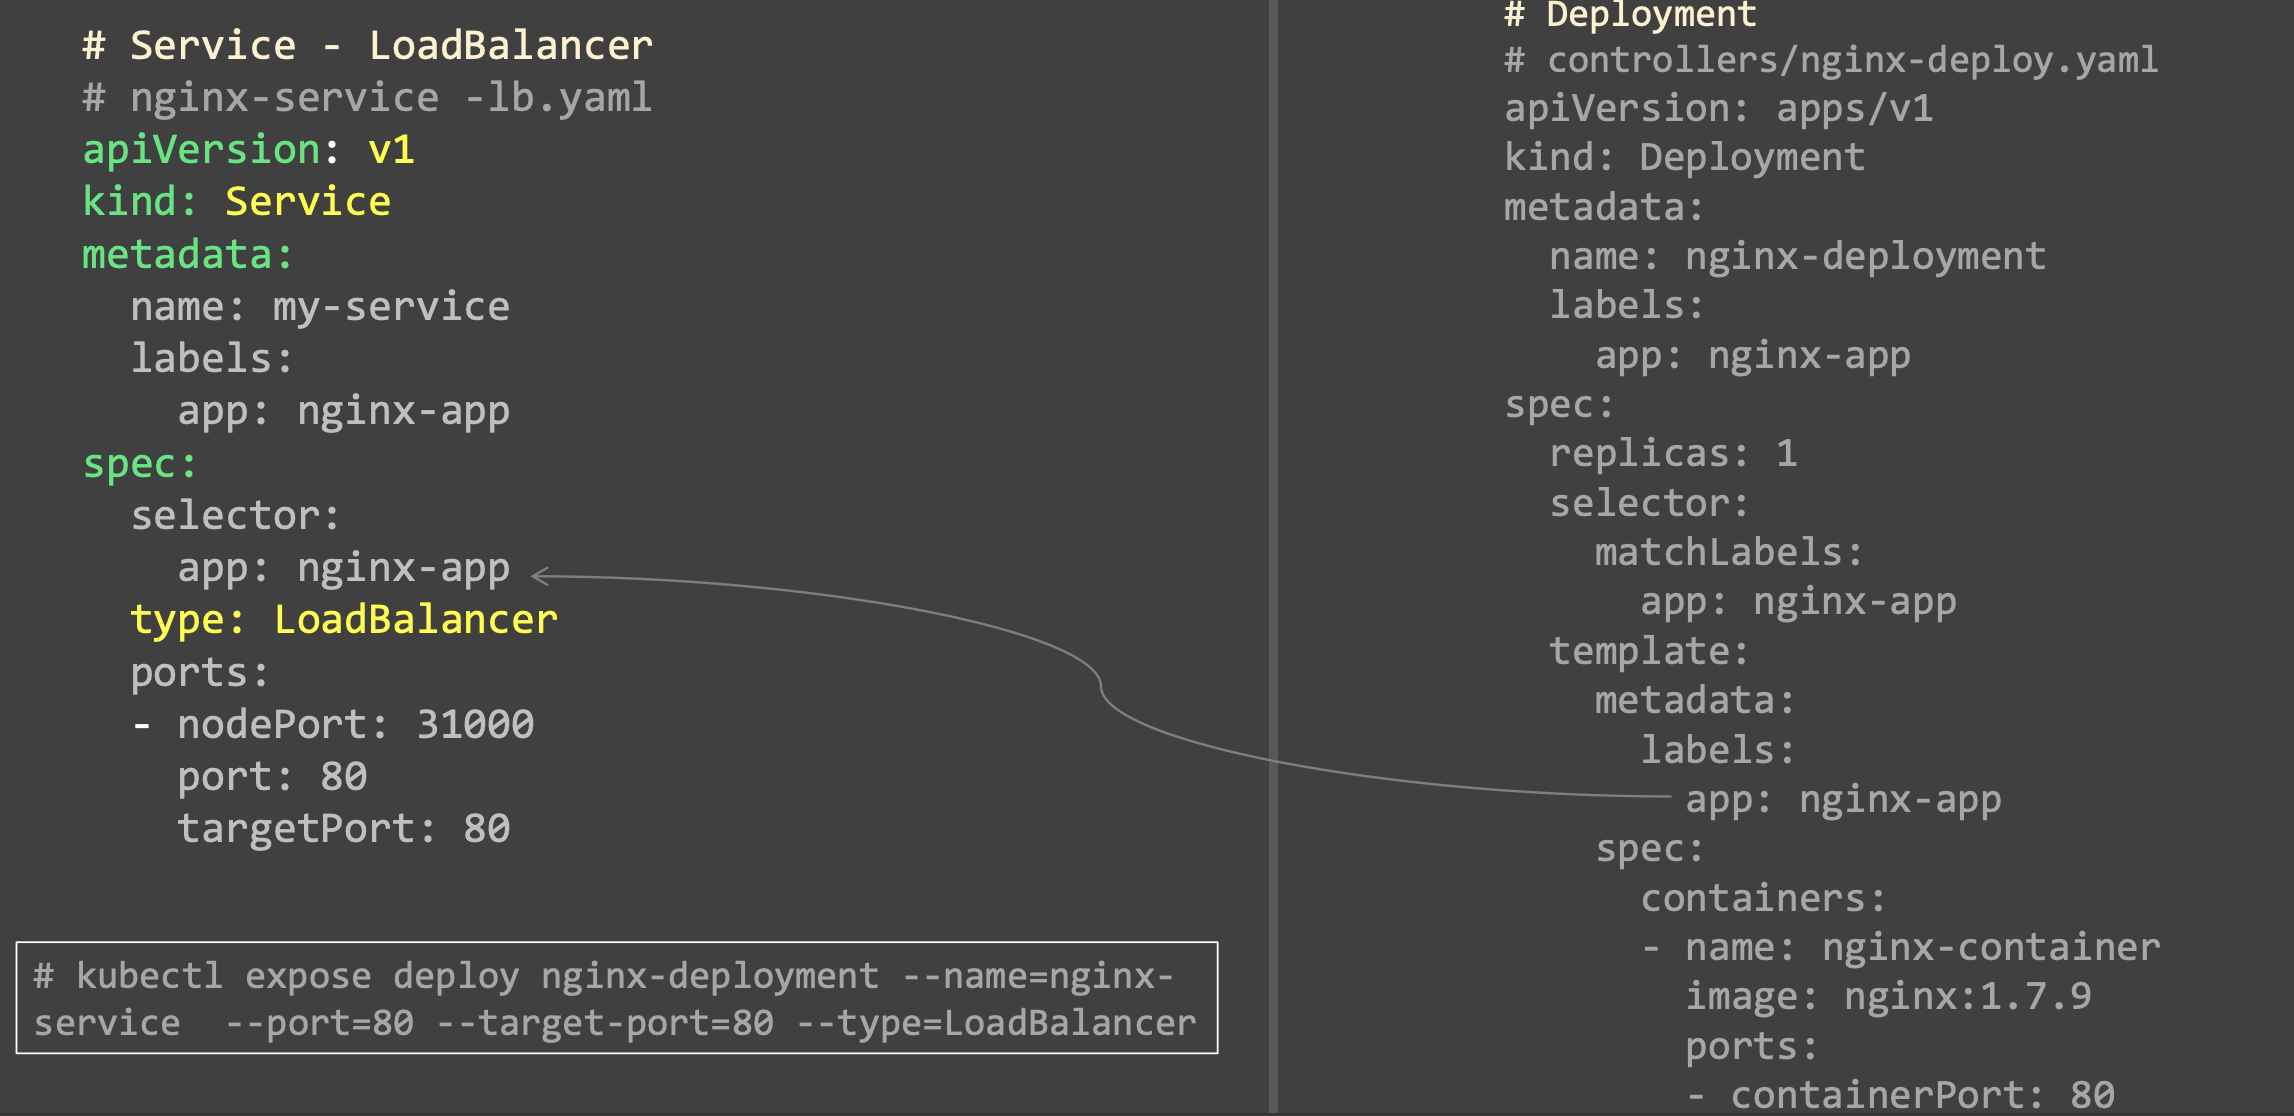 # Service - LoadBalancer
# nginx-service -lb.yaml
apiVersion: v1
kind: Service
metadata:
  name: my-service
  labels:
    app: nginx-app
spec:
  selector:
    app: nginx-app
  type: LoadBalancer
  ports:
  - nodePort: 31000
    port: 80
    targetPort: 80
# kubectl expose deploy nginx-deployment --name=nginx-
service  --port=80 --target-port=80 --type=LoadBalancer
# Deployment
# controllers/nginx-deploy.yaml
apiVersion: apps/v1
kind: Deployment
metadata:
  name: nginx-deployment
  labels:
    app: nginx-app
spec:
  replicas: 1
  selector:
    matchLabels:
      app: nginx-app
  template:
    metadata:
      labels:
        app: nginx-app
    spec:
      containers:
      - name: nginx-container
        image: nginx:1.7.9
        ports:
        - containerPort: 80